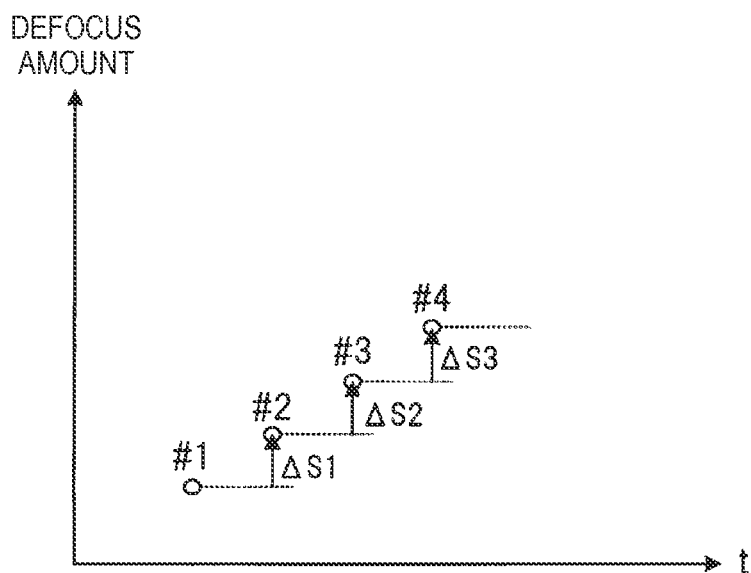 DEFOCUS
AMOUNT
#4
#3
ΔS3
#2
ΔS2
#1
ΔS1
t